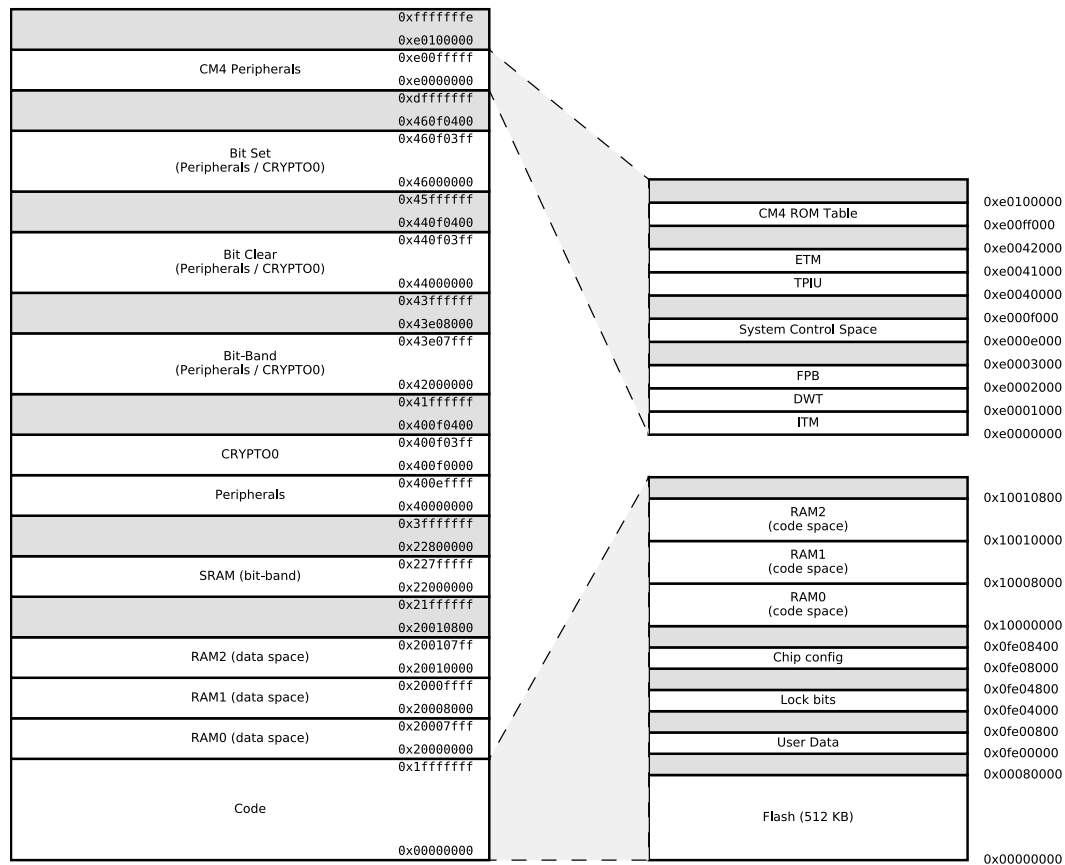 0xfffffffe
0xe0100000
0xe00fffff
CM4 Peripherals
0xe0000000
0xdfffffff
0x460f0400
0x460f03ff
Bit Set
(Peripherals / CRYPTO0)
0x46000000
0x45ffffff
0x440f0400
0x440f03ff
Bit Clear
(Peripherals / CRYPTO0)
0x44000000
0x43ffffff
0x43e08000
0x43e07fff
Bit-Band
(Peripherals / CRYPTO0)
0x42000000
0x41ffffff
0x400f0400
0x400f03ff
CRYPTO0
0x400f0000
0x400effff
Peripherals
0x40000000
0x3fffffff
0x22800000
0x227fffff
SRAM (bit-band)
0x22000000
0x21ffffff
0x20010800
0x200107ff
RAM2 (data space)
0x20010000
0x2000ffff
RAM1 (data space)
0x20008000
0x20007fff
RAM0 (data space)
0x20000000
0x1fffffff
Code
0x00000000
0xe0100000
CM4 ROM Table
0xe00ff000
0xe0042000
ETM
0xe0041000
TPIU
0xe0040000
0xe000f000
System Control Space
0xe000e000
0xe0003000
FPB
0xe0002000
DWT
0xe0001000
ITM
0xe0000000
0x10010800
RAM2
(code space)
0x10010000
RAM1
(code space)
0x10008000
RAM0
(code space)
0x10000000
0x0fe08400
Chip config
0x0fe08000
0x0fe04800
Lock bits
0x0fe04000
0x0fe00800
User Data
0x0fe00000
0x00080000
Flash (512 KB)
0x00000000